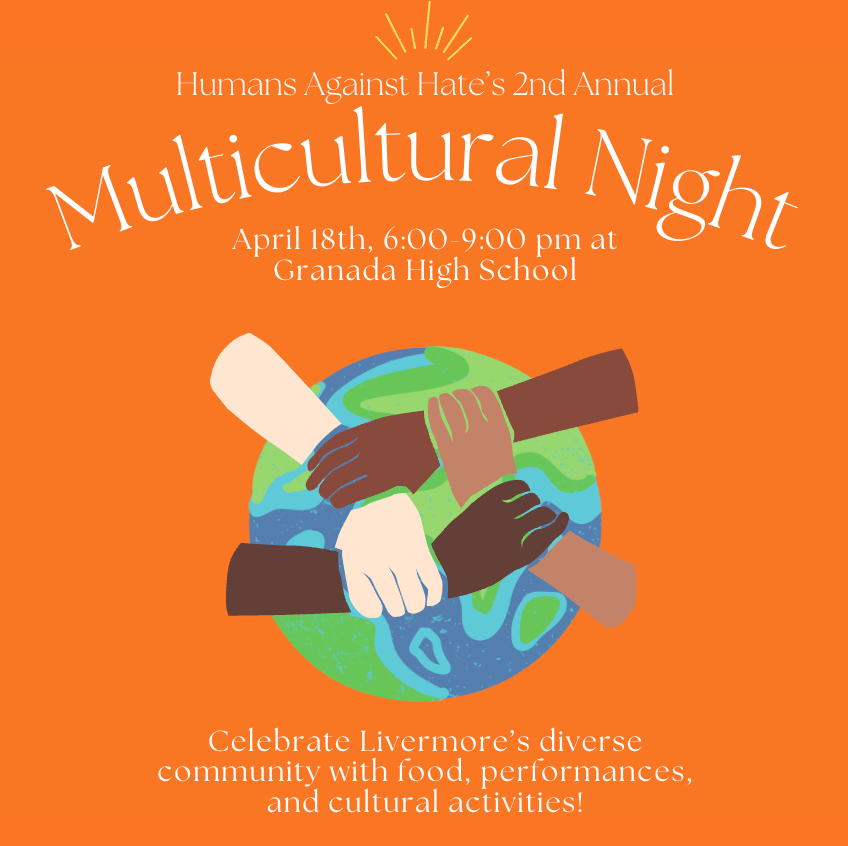 Humans Against Hate’s 2nd Annual
Multicultural Night
April 18th, 6:00-9:00 pm at
Granada High School
Celebrate Livermore’s diverse
community with food, performances,
and cultural activities!